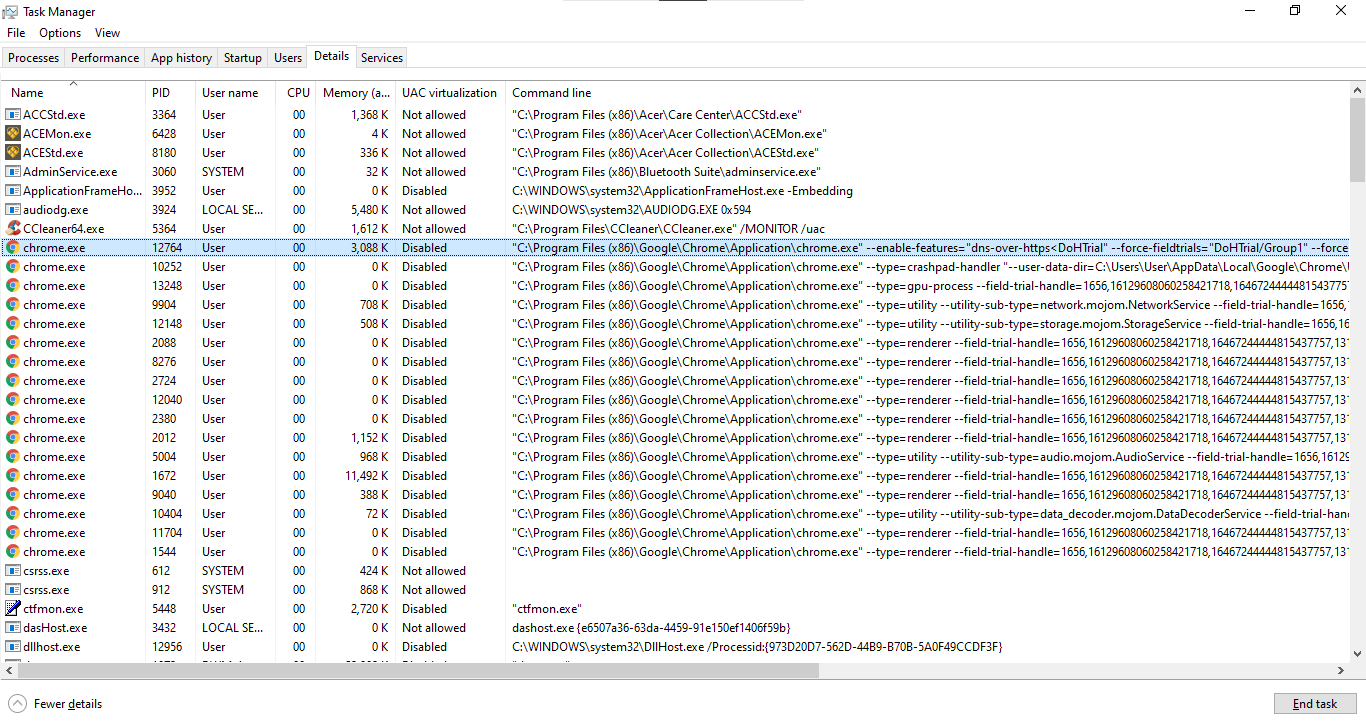 Task Manager
File Options View
Processes Performance App history Startup Users Details Services
Name PID User name CPU Memory (a... UAC virtualization Command line
ACCStd.exe 3364 User 00 1,368 K Not allowed "C:\Program Files (x86)\Acer\Care Center\ACCStd.exe"
ACEMon.exe 6428 User 00 4 K Not allowed "C:\Program Files (x86)\Acer\Acer Collection\ACEMon.exe"
ACEStd.exe 8180 User 00 336 K Not allowed "C:\Program Files (x86)\Acer\Acer Collection\ACEStd.exe"
AdminService.exe 3060 SYSTEM 00 32 K Not allowed "C:\Program Files (x86)\Bluetooth Suite\adminservice.exe"
ApplicationFrameHo... 3952 User 00 0 K Disabled C:\WINDOWS\system32\ApplicationFrameHost.exe -Embedding
audiodg.exe 3924 LOCAL SE... 00 5,480 K Not allowed C:\WINDOWS\system32\AUDIODG.EXE 0x594
CCleaner64.exe 5364 User 00 1,612 K Not allowed "C:\Program Files\CCleaner\CCleaner.exe" /MONITOR /uac
chrome.exe 12764 User 00 3,088 K Disabled "C:\Program Files (x86)\Google\Chrome\Application\chrome.exe" --enable-features="dns-over-https<DoHTrial" --force-fieldtrials="DoHTrial/Group1" --force
chrome.exe 10252 User 00 0 K Disabled "C:\Program Files (x86)\Google\Chrome\Application\chrome.exe" --type=crashpad-handler "--user-data-dir=C:\Users\User\AppData\Local\Google\Chrome\
chrome.exe 13248 User 00 0 K Disabled "C:\Program Files (x86)\Google\Chrome\Application\chrome.exe" --type=gpu-process --field-trial-handle=1656,16129608060258421718,16467244444815437757
chrome.exe 9904 User 00 708 K Disabled "C:\Program Files (x86)\Google\Chrome\Application\chrome.exe" --type=utility --utility-sub-type=network.mojom.NetworkService --field-trial-handle=1656,
chrome.exe 12148 User 00 508 K Disabled "C:\Program Files (x86)\Google\Chrome\Application\chrome.exe" --type=utility --utility-sub-type=storage.mojom.StorageService --field-trial-handle=1656,16
chrome.exe 2088 User 00 0 K Disabled "C:\Program Files (x86)\Google\Chrome\Application\chrome.exe" --type=renderer --field-trial-handle=1656,16129608060258421718,16467244444815437757,131
chrome.exe 8276 User 00 0 K Disabled "C:\Program Files (x86)\Google\Chrome\Application\chrome.exe" --type=renderer --field-trial-handle=1656,16129608060258421718,16467244444815437757,131
chrome.exe 2724 User 00 0 K Disabled "C:\Program Files (x86)\Google\Chrome\Application\chrome.exe" --type=renderer --field-trial-handle=1656,16129608060258421718,16467244444815437757,131
chrome.exe 12040 User 00 0 K Disabled "C:\Program Files (x86)\Google\Chrome\Application\chrome.exe" --type=renderer --field-trial-handle=1656,16129608060258421718,16467244444815437757,131
chrome.exe 2380 User 00 0 K Disabled "C:\Program Files (x86)\Google\Chrome\Application\chrome.exe" --type=renderer --field-trial-handle=1656,16129608060258421718,16467244444815437757,131
chrome.exe 2012 User 00 1,152 K Disabled "C:\Program Files (x86)\Google\Chrome\Application\chrome.exe" --type=renderer --field-trial-handle=1656,16129608060258421718,16467244444815437757,131
chrome.exe 5004 User 00 968 K Disabled "C:\Program Files (x86)\Google\Chrome\Application\chrome.exe" --type=utility --utility-sub-type=audio.mojom.AudioService --field-trial-handle=1656,16129
chrome.exe 1672 User 00 11,492 K Disabled "C:\Program Files (x86)\Google\Chrome\Application\chrome.exe" --type=renderer --field-trial-handle=1656,16129608060258421718,16467244444815437757,131
chrome.exe 9040 User 00 388 K Disabled "C:\Program Files (x86)\Google\Chrome\Application\chrome.exe" --type=renderer --field-trial-handle=1656,16129608060258421718,16467244444815437757,131
chrome.exe 10404 User 00 72 K Disabled "C:\Program Files (x86)\Google\Chrome\Application\chrome.exe" --type=utility --utility-sub-type=data_decoder.mojom.DataDecoderService --field-trial-han
chrome.exe 11704 User 00 0 K Disabled "C:\Program Files (x86)\Google\Chrome\Application\chrome.exe" --type=renderer --field-trial-handle=1656,16129608060258421718,16467244444815437757,131
chrome.exe 1544 User 00 0 K Disabled "C:\Program Files (x86)\Google\Chrome\Application\chrome.exe" --type=renderer --field-trial-handle=1656,16129608060258421718,16467244444815437757,131
csrss.exe 612 SYSTEM 00 424 K Not allowed
csrss.exe 912 SYSTEM 00 868 K Not allowed
ctfmon.exe 5448 User 00 2,720 K Disabled "ctfmon.exe"
dasHost.exe 3432 LOCAL SE... 00 0 K Not allowed dashost.exe {e6507a36-63da-4459-91e150ef1406f59b}
dllhost.exe 12956 User 00 0 K Disabled C:\WINDOWS\system32\DllHost.exe /Processid:{973D20D7-562D-44B9-B70B-5A0F49CCDF3F}
Fewer details End task